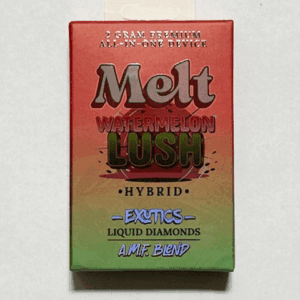 2 GRAM PREMIUM
ALL-IN-ONE DEVICE
Melt
WATERMELON
LUSH
•HYBRID•
—EXOTICS—
LIQUID DIAMONDS
A.M.F. BLEND